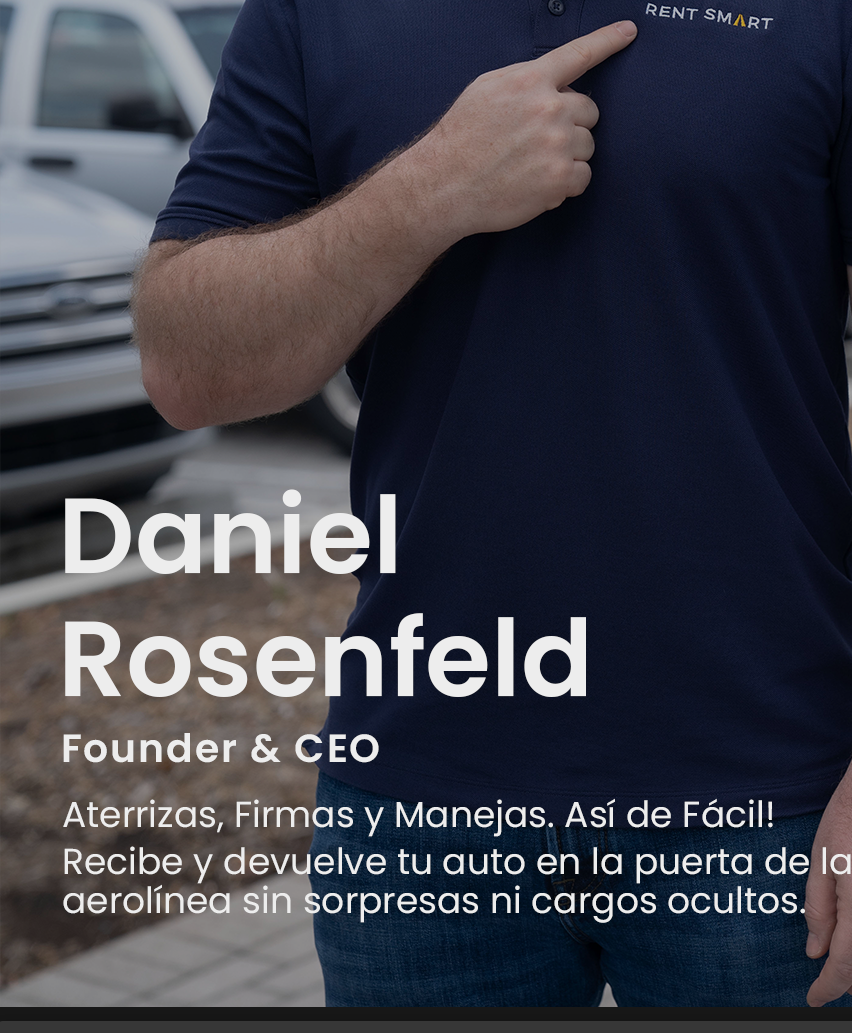 RENT SMART
Daniel
Rosenfeld
Founder & CEO
Aterrizas, Firmas y Manejas. Así de Fácil!
Recibe y devuelve tu auto en la puerta de la
aerolínea sin sorpresas ni cargos ocultos.